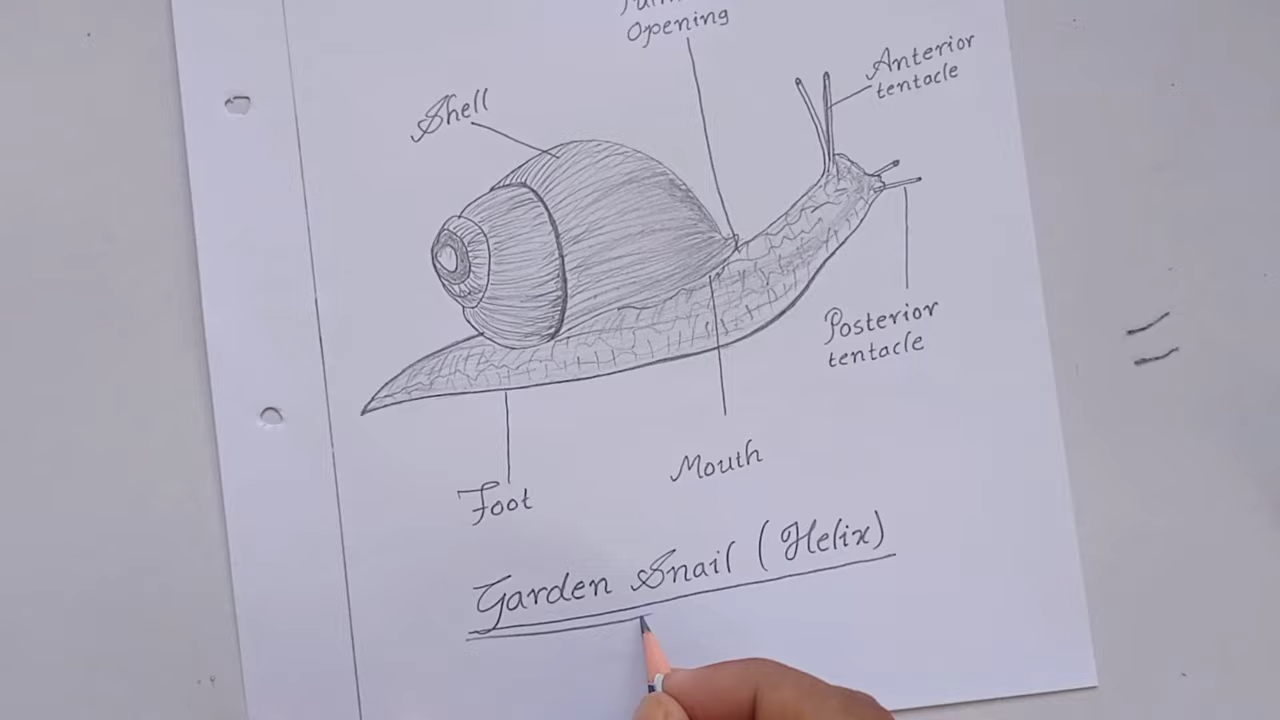 Opening
Anterior
tentacle
Shell
Posterior
tentacle
Mouth
Foot
Garden Snail (Helix)